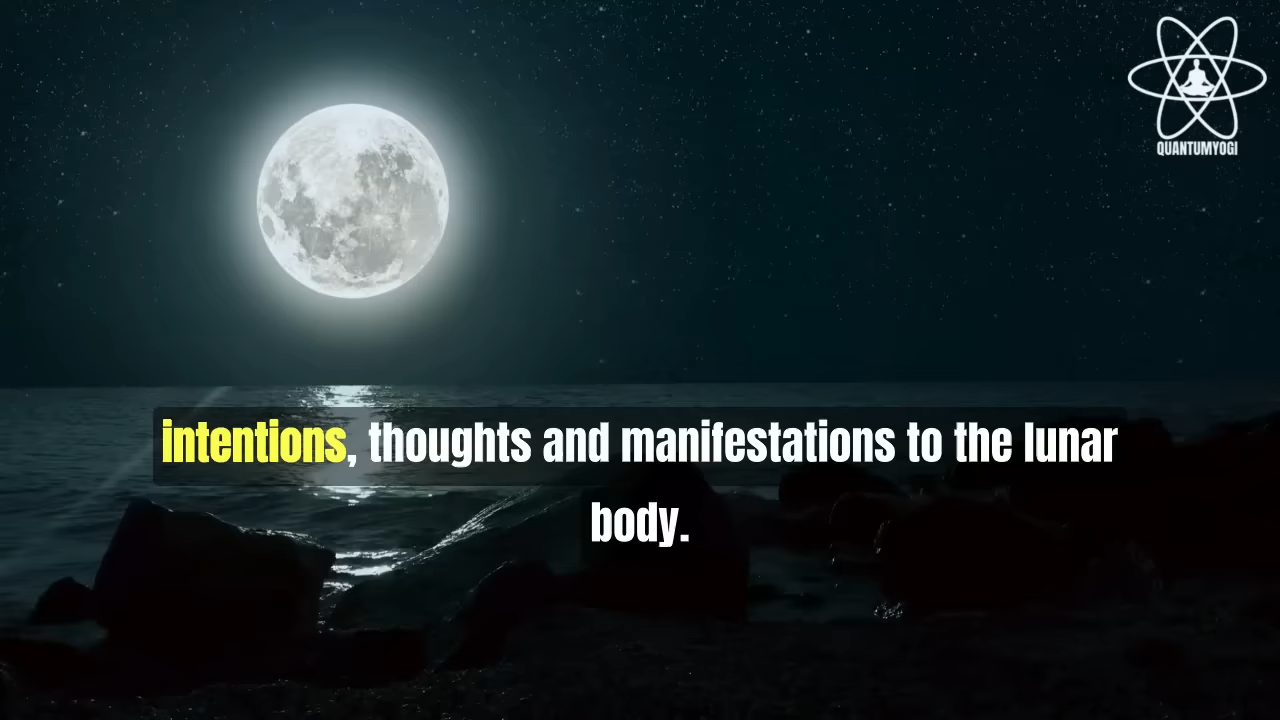 QUANTUMYOGI
intentions, thoughts and manifestations to the lunar
body.